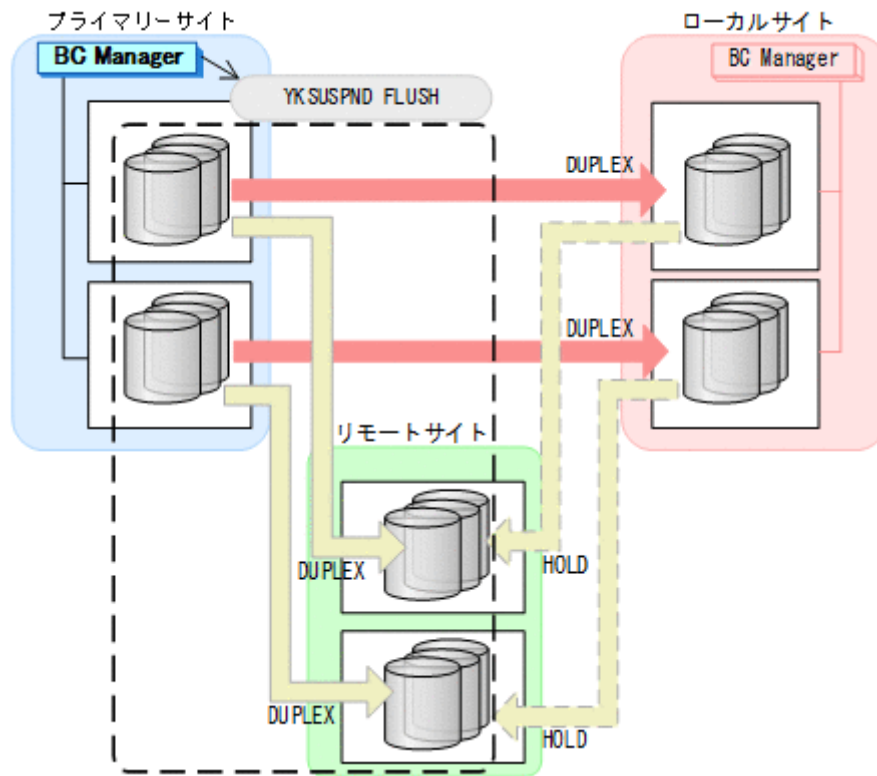 プライマリーサイト
ローカルサイト
BC Manager
BC Manager
YKSUSPND FLUSH
DUPLEX
DUPLEX
リモートサイト
DUPLEX
HOLD
DUPLEX
HOLD